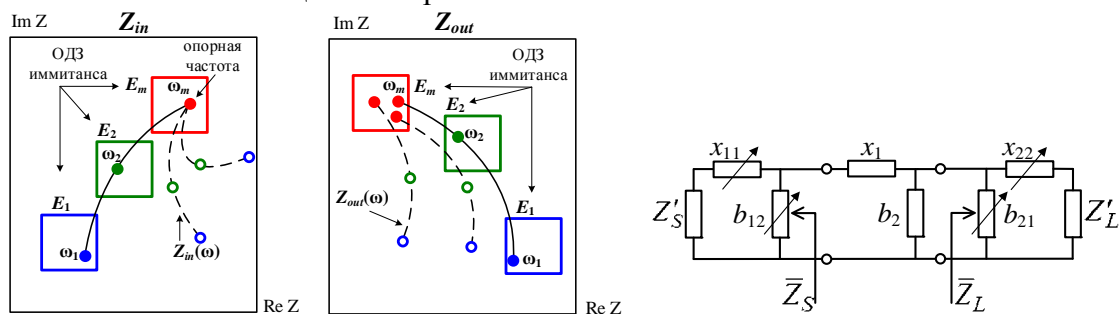 Im Z
Z_in
ОДЗ
иммитанса
опорная
частота
E_m
ω_m
E_2
ω_2
E_1
ω_1
Z_in(ω)
Re Z
Im Z
Z_out
ОДЗ
иммитанса
ω_m
E_m
E_2
ω_2
Z_out(ω)
E_1
ω_1
Re Z
x_11
x_1
x_22
Z'_S
b_12
b_2
b_21
Z'_L
Z̅_S
Z̅_L